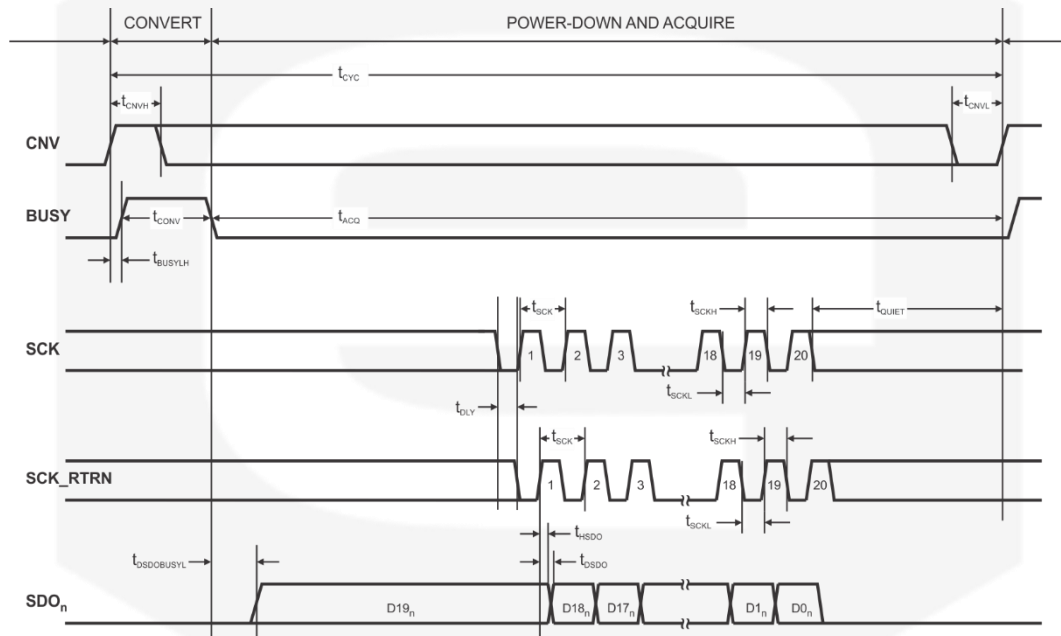 CONVERT POWER-DOWN AND ACQUIRE
tCYC
tCNVH tCNVL
CNV
BUSY tCONV tACQ
tBUSYLH
tSCK tSCKH tQUIET
SCK 1 2 3 18 19 20
tSCKL
tDLY
tSCK tSCKH
SCK_RTRN 1 2 3 18 19 20
tSCKL
tHSDO
tDSDOBUSYL tDSDO
SDOn D19n D18n D17n D1n D0n